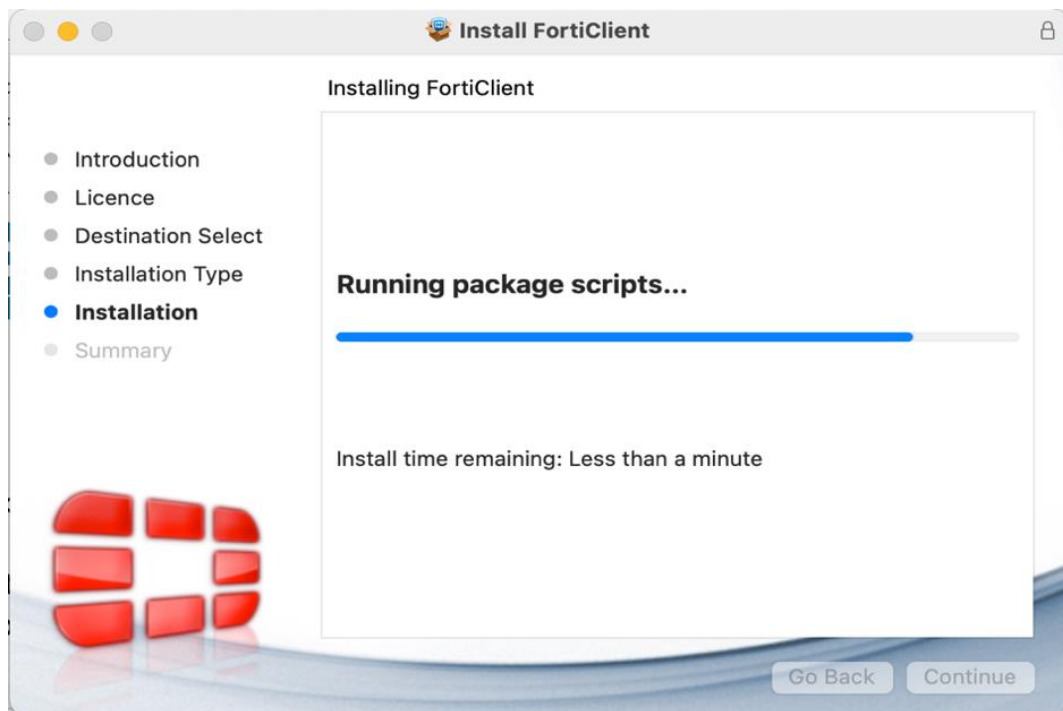 Install FortiClient
Installing FortiClient
Introduction
Licence
Destination Select
Installation Type
Installation
Summary
Running package scripts...
Install time remaining: Less than a minute
Go Back
Continue